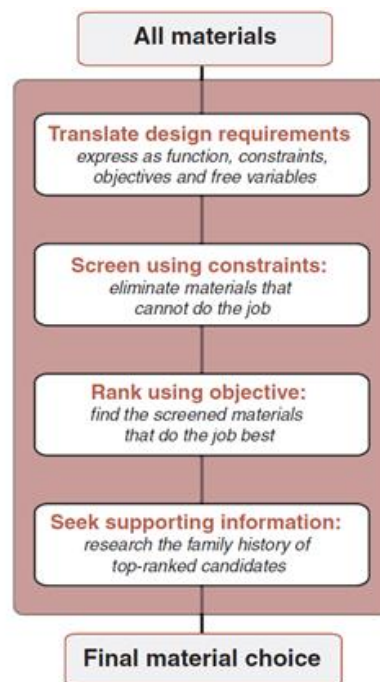 All materials
Translate design requirements
express as function, constraints,
objectives and free variables
Screen using constraints:
eliminate materials that
cannot do the job
Rank using objective:
find the screened materials
that do the job best
Seek supporting information:
research the family history of
top-ranked candidates
Final material choice